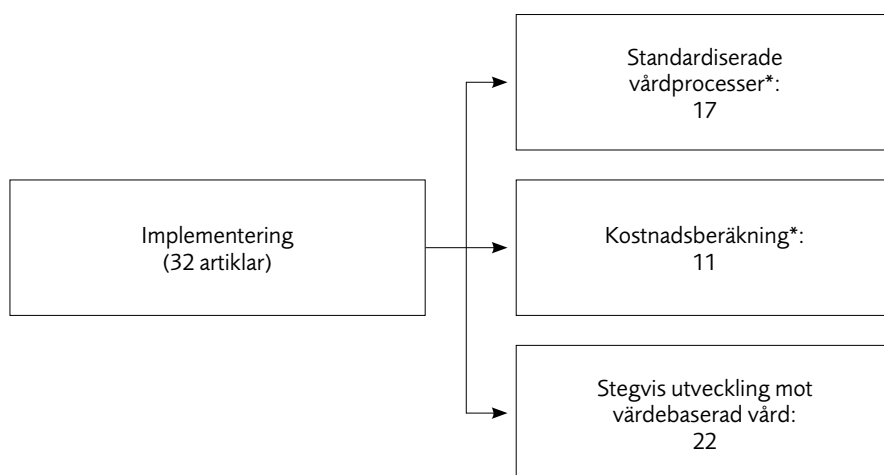 Implementering
(32 artiklar)
Standardiserade
vårdprocesser*:
17
Kostnadsberäkning*:
11
Stegvis utveckling mot
värdebaserad vård:
22